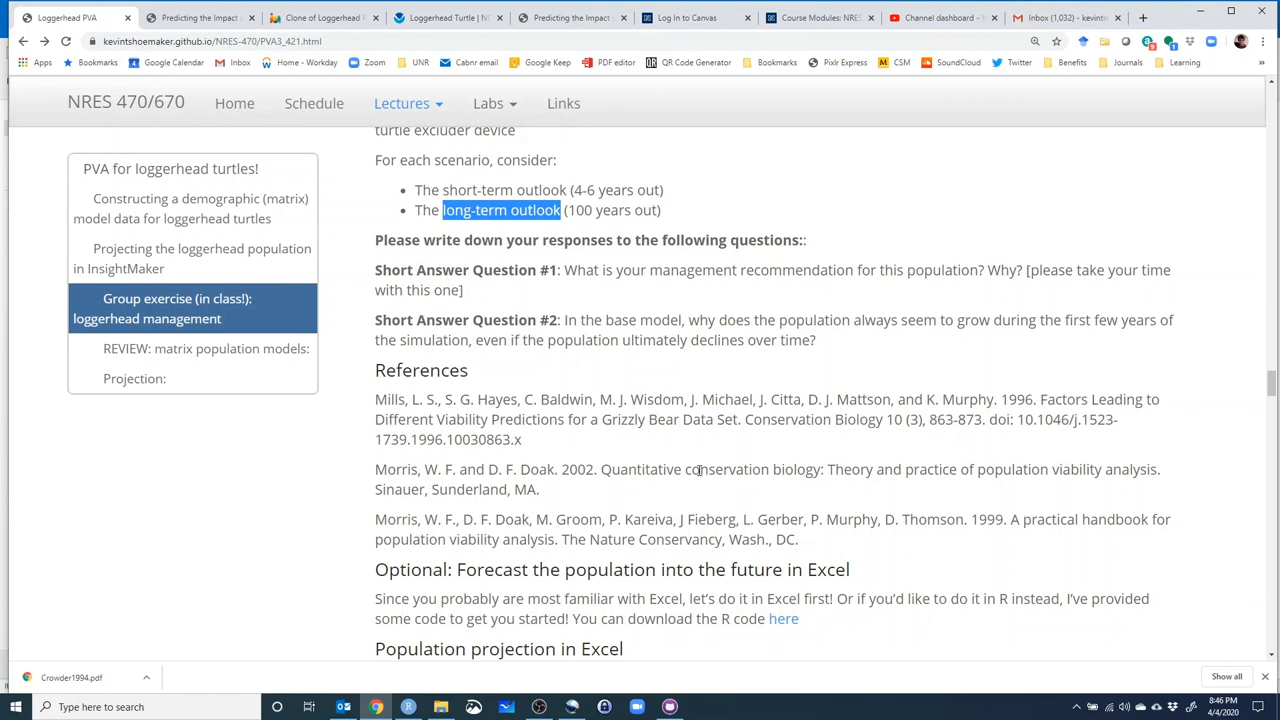 Loggerhead PVA
Predicting the Impact o
Clone of Loggerhead P
Loggerhead Turtle | N
Predicting the Impact
Log In to Canvas
Course Modules: NRES
Channel dashboard - Y
Inbox (1,032) - kevints
kevintshoemaker.github.io/NRES-470/PVA3_421.html
Apps
Bookmarks
Google Calendar
Inbox
Home - Workday
Zoom
UNR
Cabnr email
Google Keep
PDF editor
QR Code Generator
Bookmarks
Pixlr Express
CSM
SoundCloud
Twitter
Benefits
Journals
Learning
NRES 470/670
Home
Schedule
Lectures
Labs
Links
PVA for loggerhead turtles!
Constructing a demographic (matrix)
model data for loggerhead turtles
Projecting the loggerhead population
in InsightMaker
Group exercise (in class!):
loggerhead management
REVIEW: matrix population models:
Projection:
turtle excluder device
For each scenario, consider:
• The short-term outlook (4-6 years out)
• The long-term outlook (100 years out)
Please write down your responses to the following questions::
Short Answer Question #1: What is your management recommendation for this population? Why? [please take your time
with this one]
Short Answer Question #2: In the base model, why does the population always seem to grow during the first few years of
the simulation, even if the population ultimately declines over time?
References
Mills, L. S., S. G. Hayes, C. Baldwin, M. J. Wisdom, J. Michael, J. Citta, D. J. Mattson, and K. Murphy. 1996. Factors Leading to
Different Viability Predictions for a Grizzly Bear Data Set. Conservation Biology 10 (3), 863-873. doi: 10.1046/j.1523-
1739.1996.10030863.x
Morris, W. F. and D. F. Doak. 2002. Quantitative conservation biology: Theory and practice of population viability analysis.
Sinauer, Sunderland, MA.
Morris, W. F., D. F. Doak, M. Groom, P. Kareiva, J Fieberg, L. Gerber, P. Murphy, D. Thomson. 1999. A practical handbook for
population viability analysis. The Nature Conservancy, Wash., DC.
Optional: Forecast the population into the future in Excel
Since you probably are most familiar with Excel, let's do it in Excel first! Or if you'd like to do it in R instead, I've provided
some code to get you started! You can download the R code here
Population projection in Excel
Crowder1994.pdf
Show all
Type here to search
8:46 PM
4/4/2020